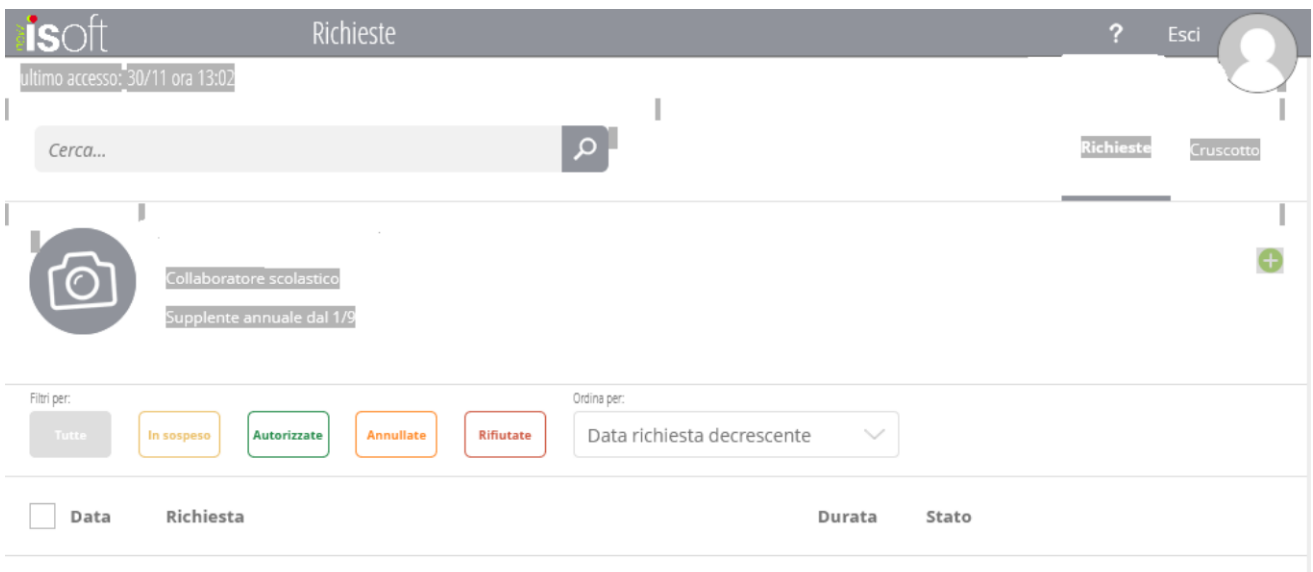 new isoft Richieste ? Esci
ultimo accesso: 30/11 ora 13:02
Cerca... Richieste Cruscotto
Collaboratore scolastico
Supplente annuale dal 1/9
Filtri per: Ordina per:
Tutte In sospeso Autorizzate Annullate Rifiutate Data richiesta decrescente
Data Richiesta Durata Stato